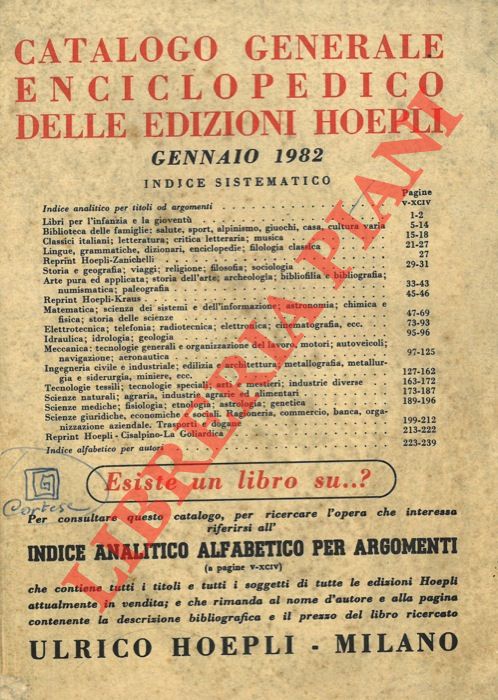 CATALOGO GENERALE
ENCICLOPEDICO
DELLE EDIZIONI HOEPLI
GENNAIO 1982
INDICE SISTEMATICO
Pagine
Indice analitico per titoli od argomenti V-XCIV
Libri per l'infanzia e la gioventù 1-2
Biblioteca delle famiglie: salute, sport, alpinismo, giuochi, casa, cultura varia 5-14
Classici italiani; letteratura; critica letteraria; musica 15-18
Lingue, grammatiche, dizionari, enciclopedie; filologia classica 21-27
Reprint Hoepli-Zanichelli 27
Storia e geografia; viaggi; religione; filosofia; sociologia 29-31
Arte pura ed applicata; storia dell'arte; archeologia; bibliofilia e bibliografia;
numismatica; paleografia 33-43
Reprint Hoepli-Kraus 45-46
Matematica; scienza dei sistemi e dell'informazione; astronomia; chimica e
fisica; storia delle scienze 47-69
Elettrotecnica; telefonia; radiotecnica; elettronica; cinematografia, ecc. 73-93
Idraulica; idrologia; geologia 95-96
Meccanica: tecnologie generali e organizzazione del lavoro, motori; autoveicoli;
navigazione; aeronautica 97-125
Ingegneria civile e industriale; edilizia e architettura, metallografia, metallur-
gia e siderurgia, miniere, ecc. 127-162
Tecnologie tessili; tecnologie speciali; arti e mestieri; industrie diverse 163-172
Scienze naturali; agraria, industrie agrarie ed alimentari 173-187
Scienze mediche; fisiologia; etnologia; astrologia; genetica 189-196
Scienze giuridiche, economiche e sociali. Ragioneria, commercio, banca, orga-
nizzazione aziendale. Trasporti - dogane 199-212
Reprint Hoepli - Cisalpino-La Goliardica 213-222
Indice alfabetico per autori 223-239
Esiste un libro su..?
Cortese
Per consultare questo catalogo, per ricercare l'opera che interessa
riferirsi all'
INDICE ANALITICO ALFABETICO PER ARGOMENTI
(a pagine V-XCIV)
che contiene tutti i titoli e tutti i soggetti di tutte le edizioni Hoepli
attualmente in vendita; e che rimanda al nome d'autore e alla pagina
contenente la descrizione bibliografica e il prezzo del libro ricercato
ULRICO HOEPLI - MILANO
LIBRERIA PIANI